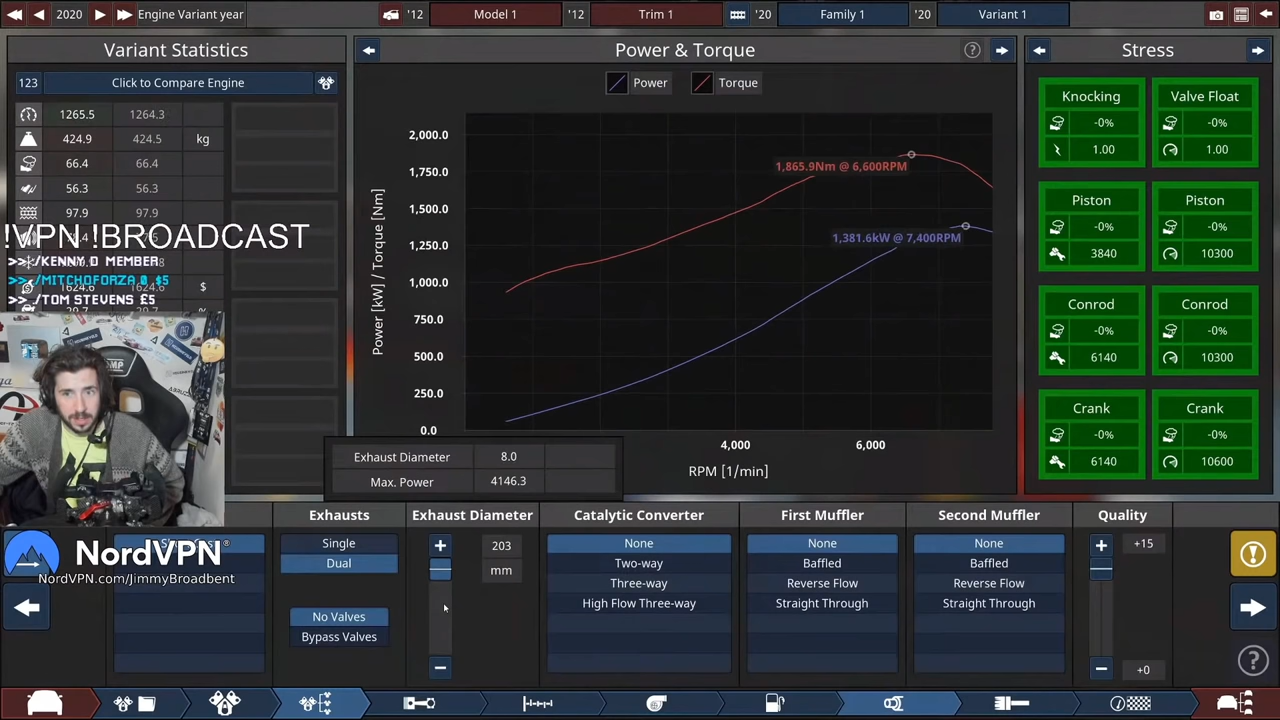 2020
Engine Variant year
'12
Model 1
'12
Trim 1
'20
Family 1
'20
Variant 1
Variant Statistics
Power & Torque
?
Stress
123
Click to Compare Engine
Power
Torque
1265.5 1264.3
424.9 424.5 kg
66.4 66.4
56.3 56.3
97.9 97.9
!VPN !BROADCAST
>>./KENNY.D MEMBER
>>./MITCHOFORZA.D $5
1624.6 1624.6 $
>>./TOM STEVENS £5
Power [kW] / Torque [Nm]
2,000.0
1,750.0
1,500.0
1,250.0
1,000.0
750.0
500.0
250.0
0.0
1,865.9Nm @ 6,600RPM
1,381.6kW @ 7,400RPM
4,000
6,000
RPM [1/min]
Knocking
-0%
1.00
Valve Float
-0%
1.00
Piston
-0%
3840
Piston
-0%
10300
Conrod
-0%
6140
Conrod
-0%
10300
Crank
-0%
6140
Crank
-0%
10600
Exhaust Diameter 8.0
Max. Power 4146.3
NordVPN®
NordVPN.com/JimmyBroadbent
Exhausts
Single
Dual
No Valves
Bypass Valves
Exhaust Diameter
+
203
mm
−
Catalytic Converter
None
Two-way
Three-way
High Flow Three-way
First Muffler
None
Baffled
Reverse Flow
Straight Through
Second Muffler
None
Baffled
Reverse Flow
Straight Through
Quality
+
+15
−
+0
!
?